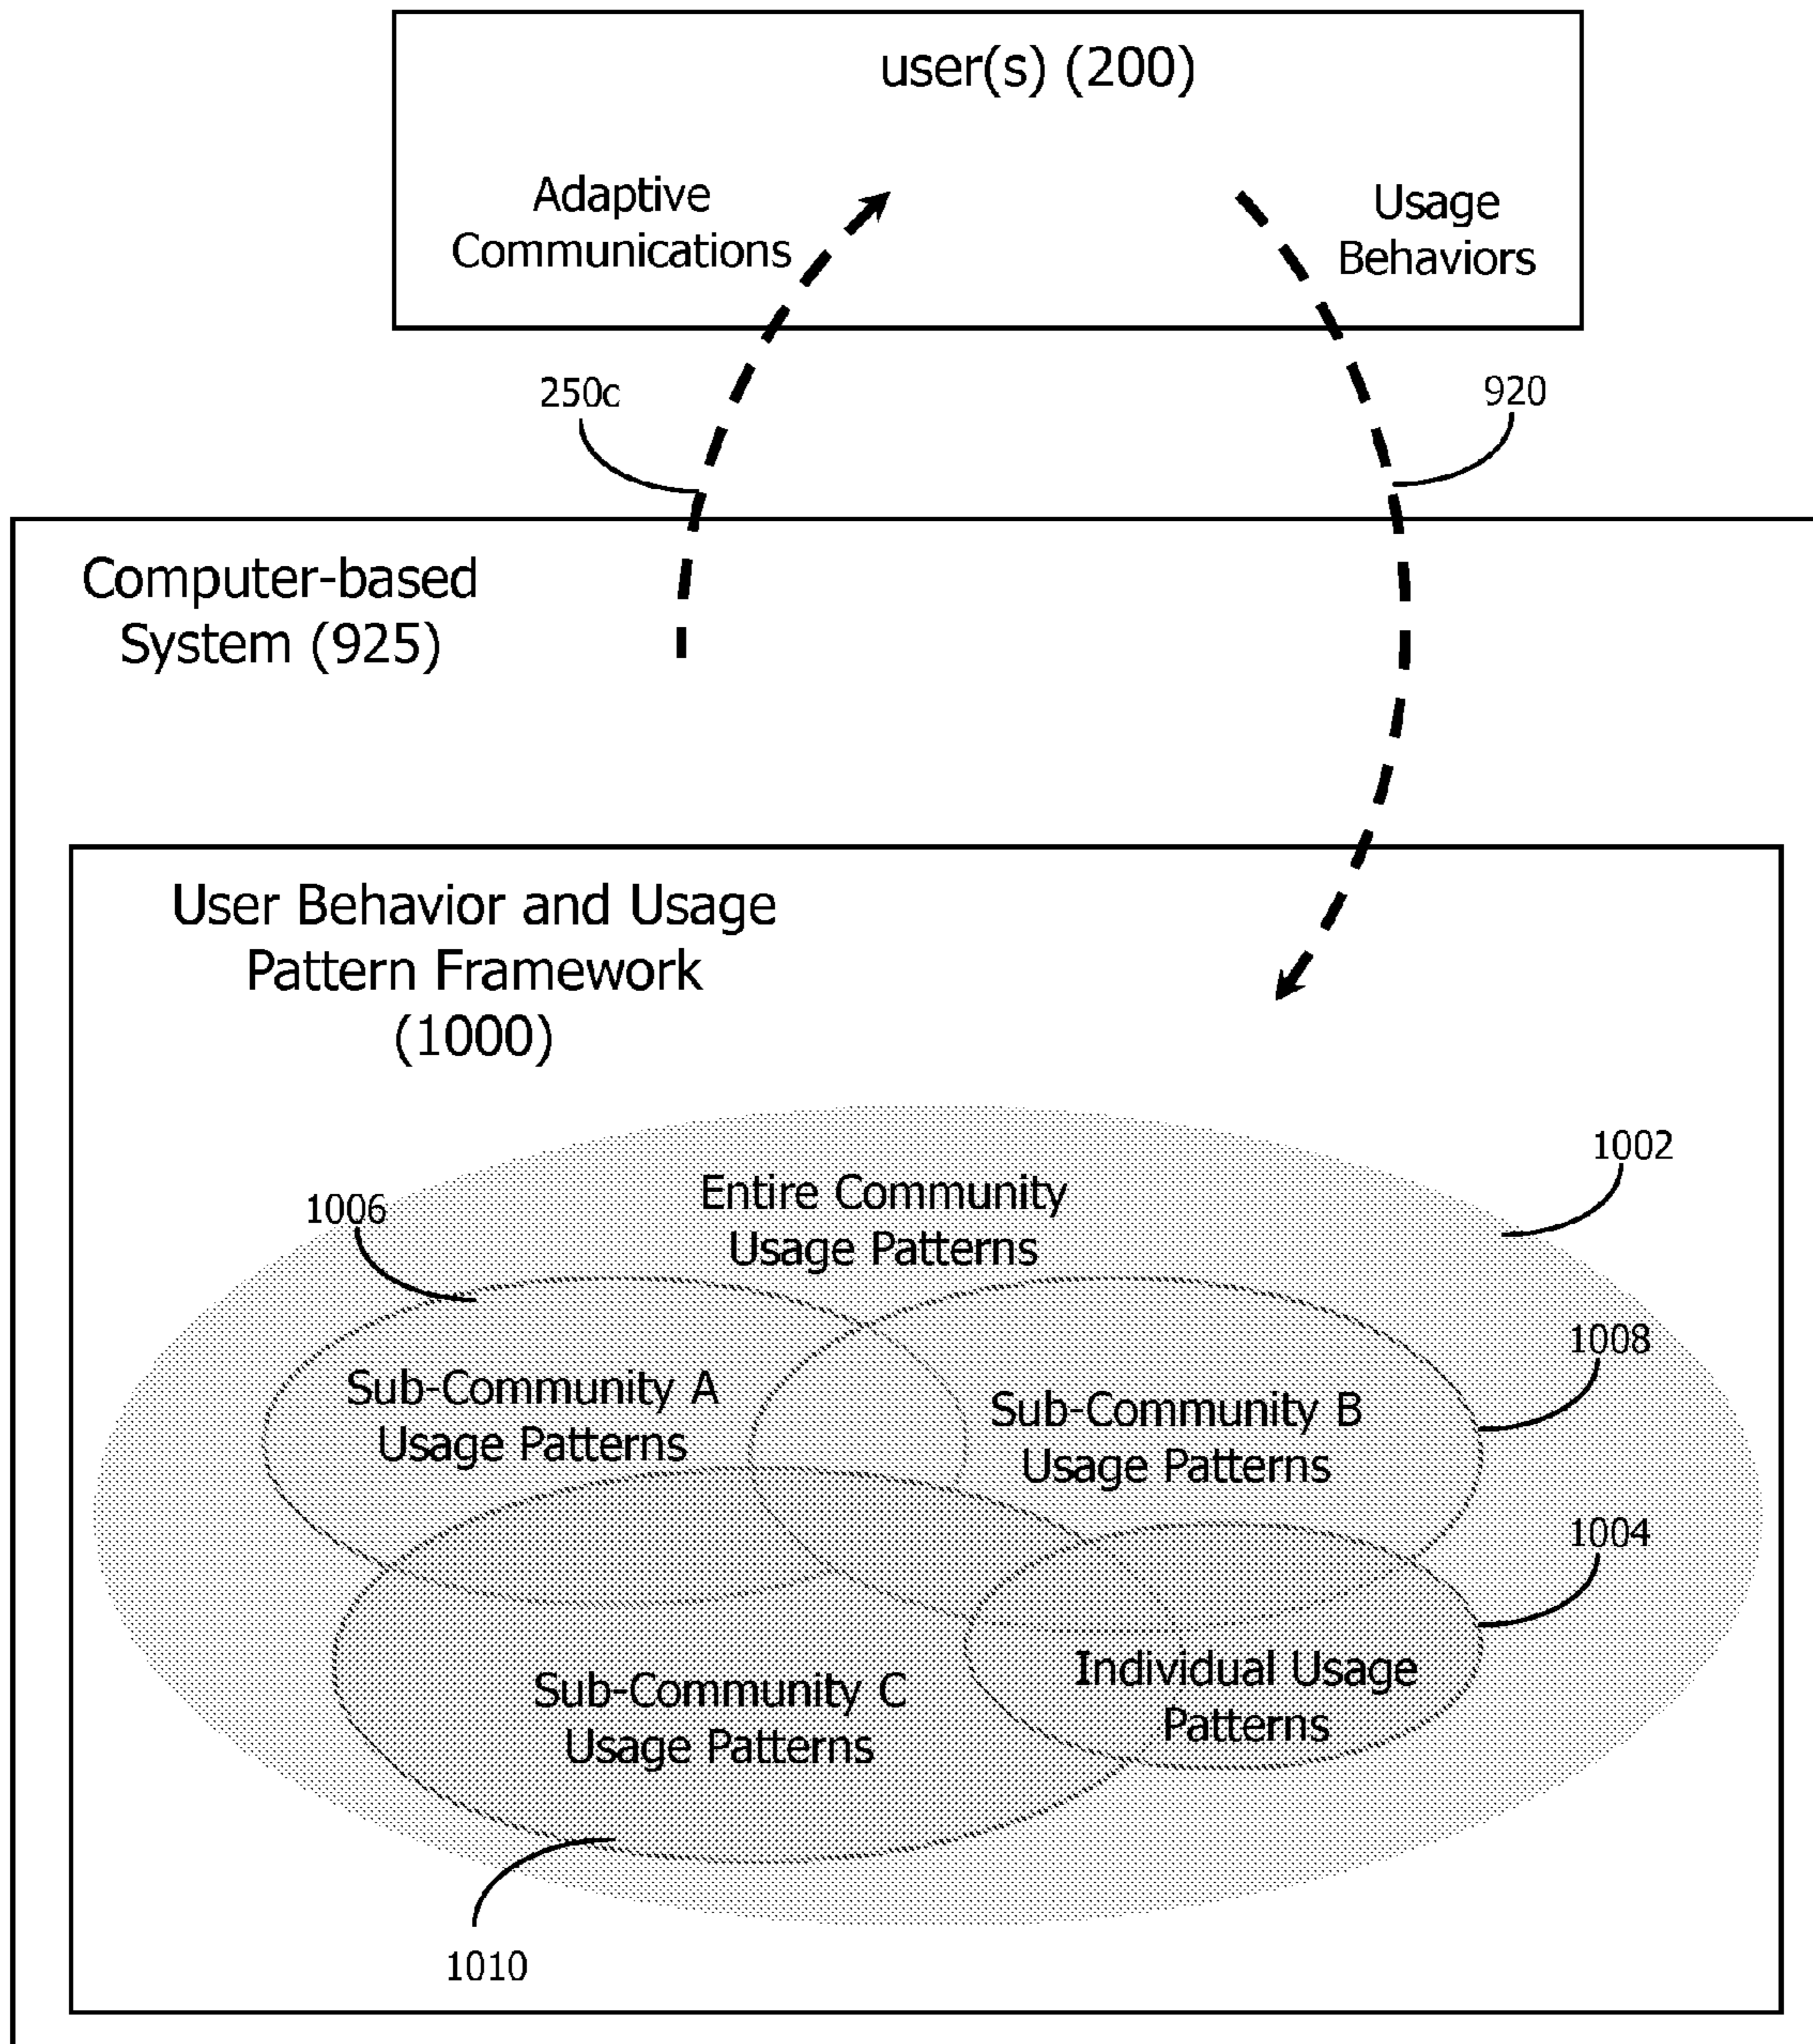 user(s) (200)
Adaptive
Communications
Usage
Behaviors
250c
920
Computer-based
System (925)
User Behavior and Usage
Pattern Framework
(1000)
1002
Entire Community
Usage Patterns
1006
1008
Sub-Community A
Usage Patterns
Sub-Community B
Usage Patterns
1004
Individual Usage
Patterns
Sub-Community C
Usage Patterns
1010